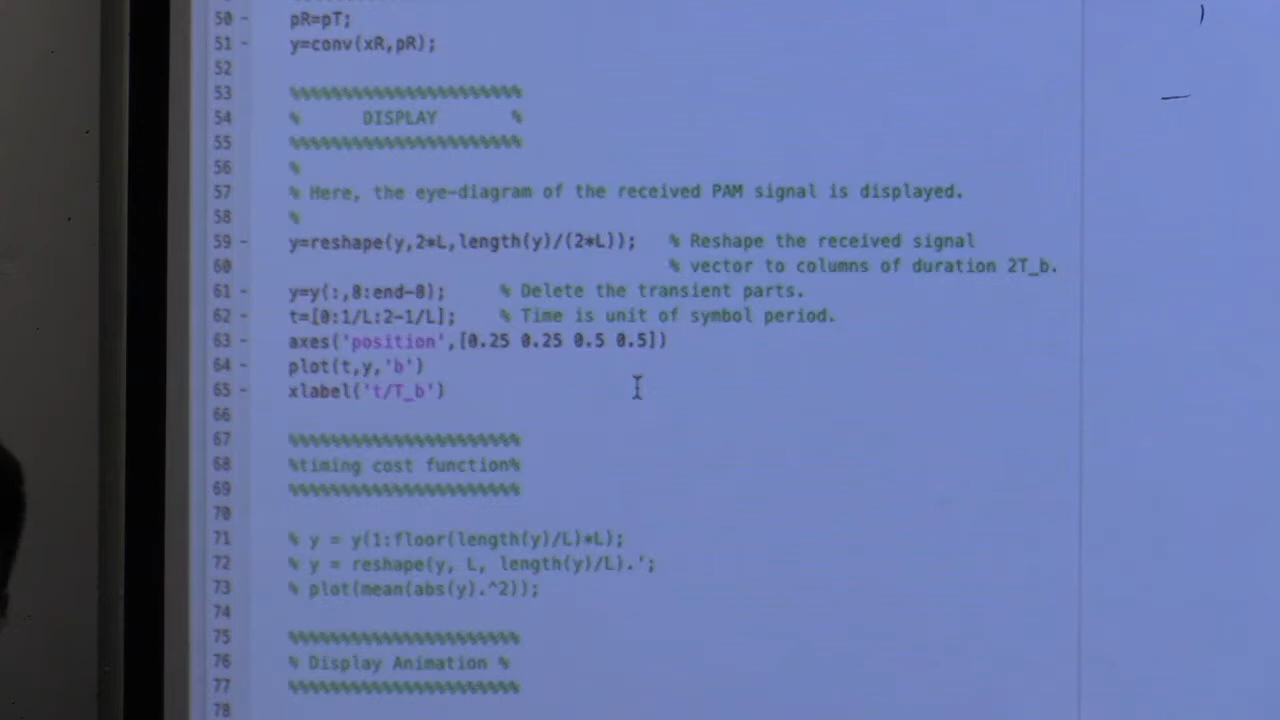 50 - pR=pT;
51 - y=conv(xR,pR);
52
53 %%%%%%%%%%%%%%%%%%%%%%
54 % DISPLAY %
55 %%%%%%%%%%%%%%%%%%%%%%
56 %
57 % Here, the eye-diagram of the received PAM signal is displayed.
58 %
59 - y=reshape(y,2*L,length(y)/(2*L)); % Reshape the received signal
60 % vector to columns of duration 2T_b.
61 - y=y(:,8:end-8); % Delete the transient parts.
62 - t=[0:1/L:2-1/L]; % Time is unit of symbol period.
63 - axes('position',[0.25 0.25 0.5 0.5])
64 - plot(t,y,'b')
65 - xlabel('t/T_b')
66
67 %%%%%%%%%%%%%%%%%%%%%%
68 %timing cost function%
69 %%%%%%%%%%%%%%%%%%%%%%
70
71 % y = y(1:floor(length(y)/L)*L);
72 % y = reshape(y, L, length(y)/L).';
73 % plot(mean(abs(y).^2));
74
75 %%%%%%%%%%%%%%%%%%%%%%
76 % Display Animation %
77 %%%%%%%%%%%%%%%%%%%%%%
78